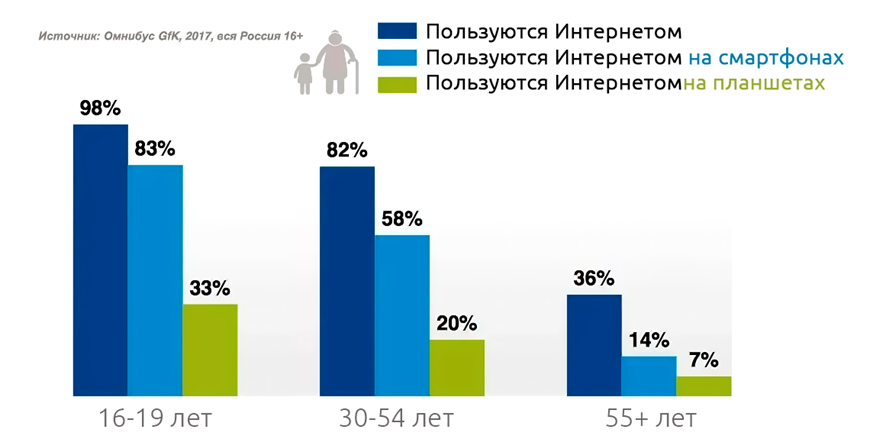 Источник: Омнибус GfK, 2017, вся Россия 16+
Пользуются Интернетом
Пользуются Интернетом на смартфонах
Пользуются Интернетомна планшетах
98%
83%
33%
82%
58%
20%
36%
14%
7%
16-19 лет
30-54 лет
55+ лет